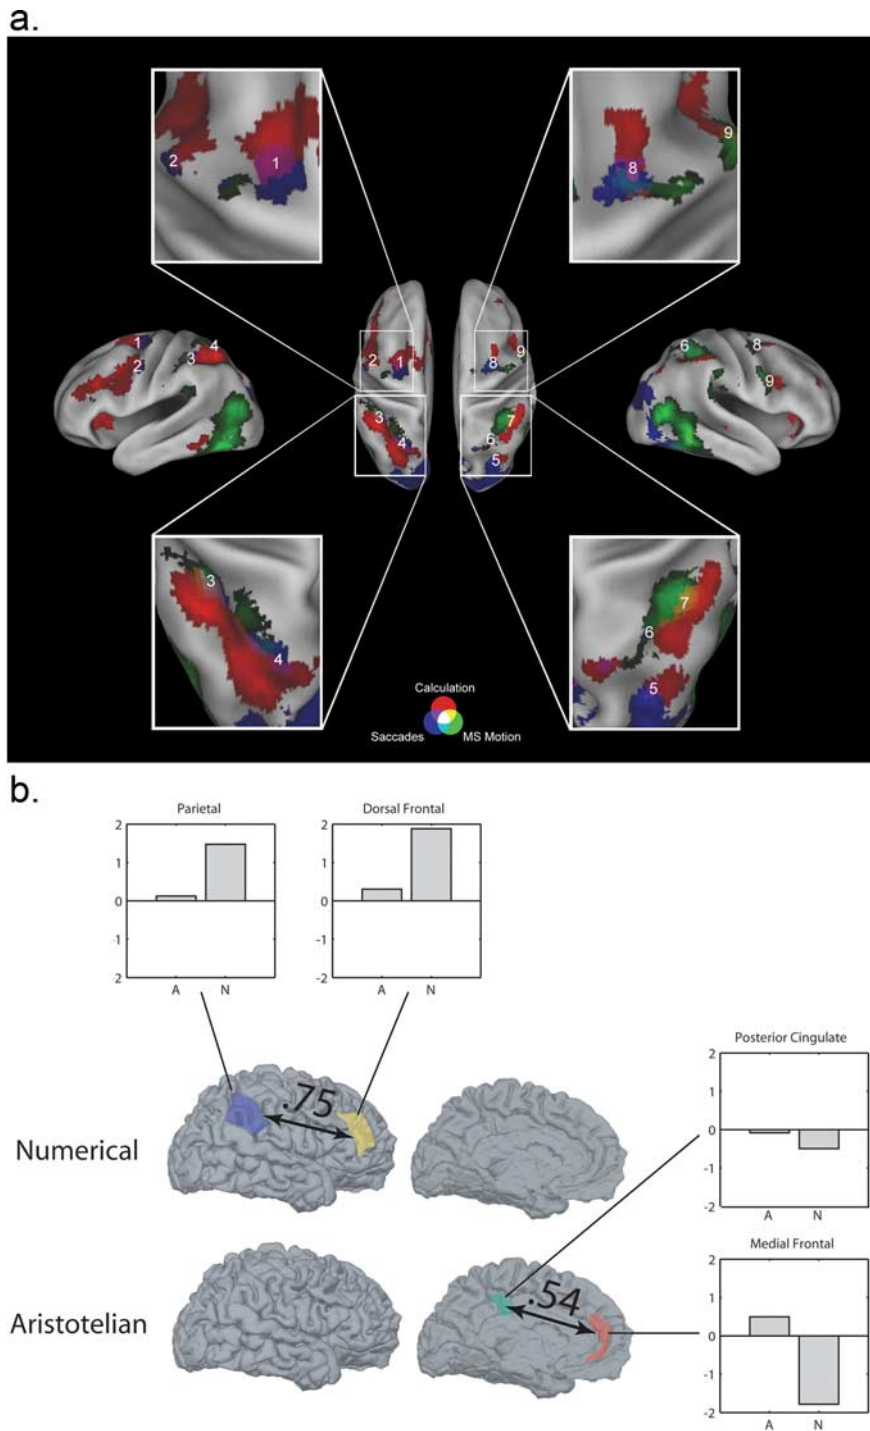 a.
2
1
8
9
1
2
3
4
2
1
3
4
8
9
7
6
5
6
8
9
3
4
7
6
5
Calculation
Saccades
MS Motion
b.
Parietal
Dorsal Frontal
2
1
0
-1
2
A
N
2
1
0
-1
2
A
N
Posterior Cingulate
2
1
0
-1
-2
A
N
.75
Numerical
Medial Frontal
2
1
0
-1
-2
A
N
.54
Aristotelian